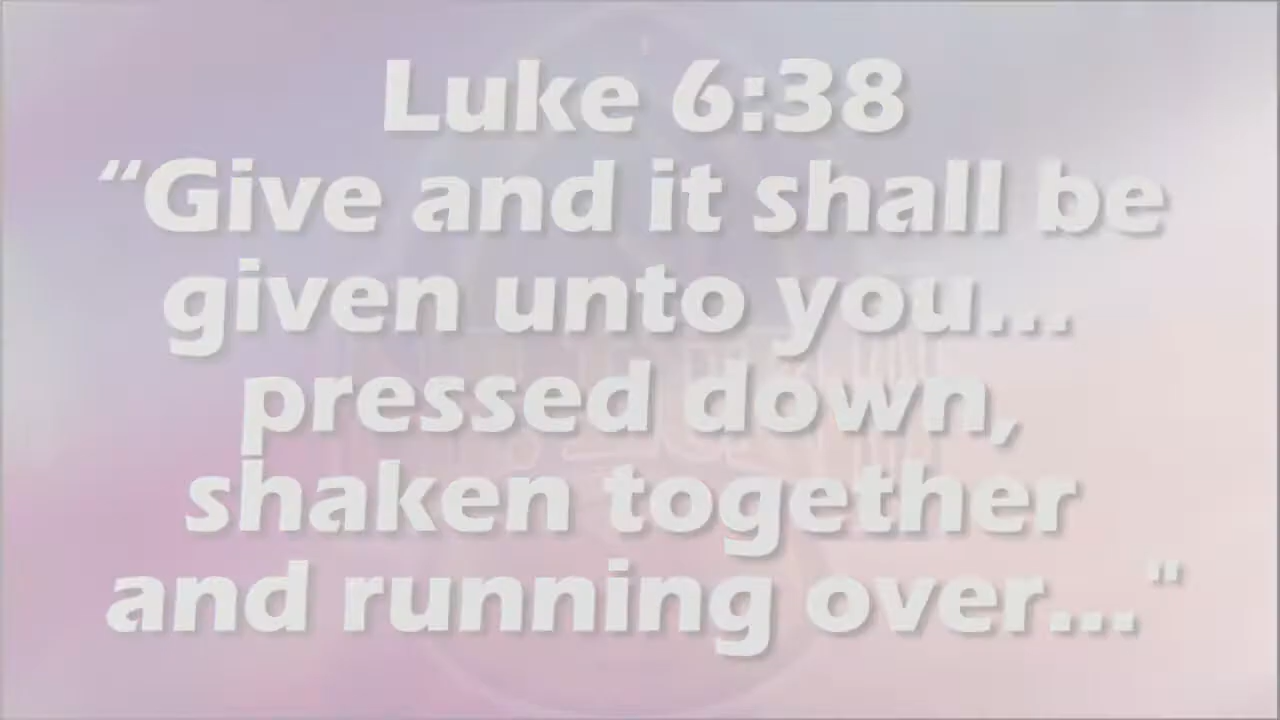 Luke 6:38
“Give and it shall be
given unto you...
pressed down,
shaken together
and running over..."